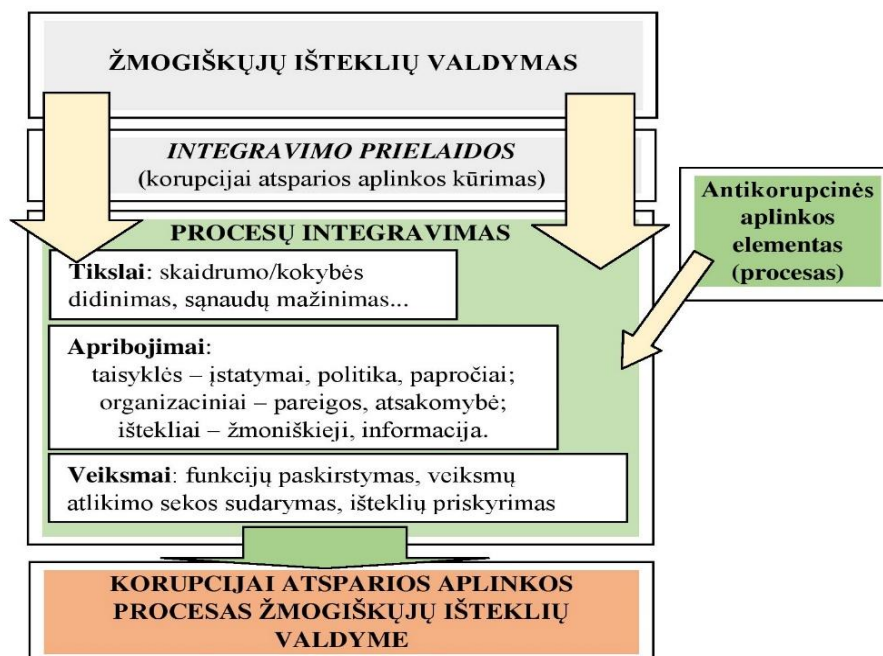 ŽMOGIŠKŲJŲ IŠTEKLIŲ VALDYMAS
INTEGRAVIMO PRIELAIDOS
(korupcijai atsparios aplinkos kūrimas)
PROCESŲ INTEGRAVIMAS
Tikslai: skaidrumo/kokybės
didinimas, sąnaudų mažinimas...
Apribojimai:
taisyklės – įstatymai, politika, papročiai;
organizaciniai – pareigos, atsakomybė;
ištekliai – žmoniškieji, informacija.
Veiksmai: funkcijų paskirstymas, veiksmų
atlikimo sekos sudarymas, išteklių priskyrimas
Antikorupcinės
aplinkos
elementas
(procesas)
KORUPCIJAI ATSPARIOS APLINKOS
PROCESAS ŽMOGIŠKŲJŲ IŠTEKLIŲ
VALDYME